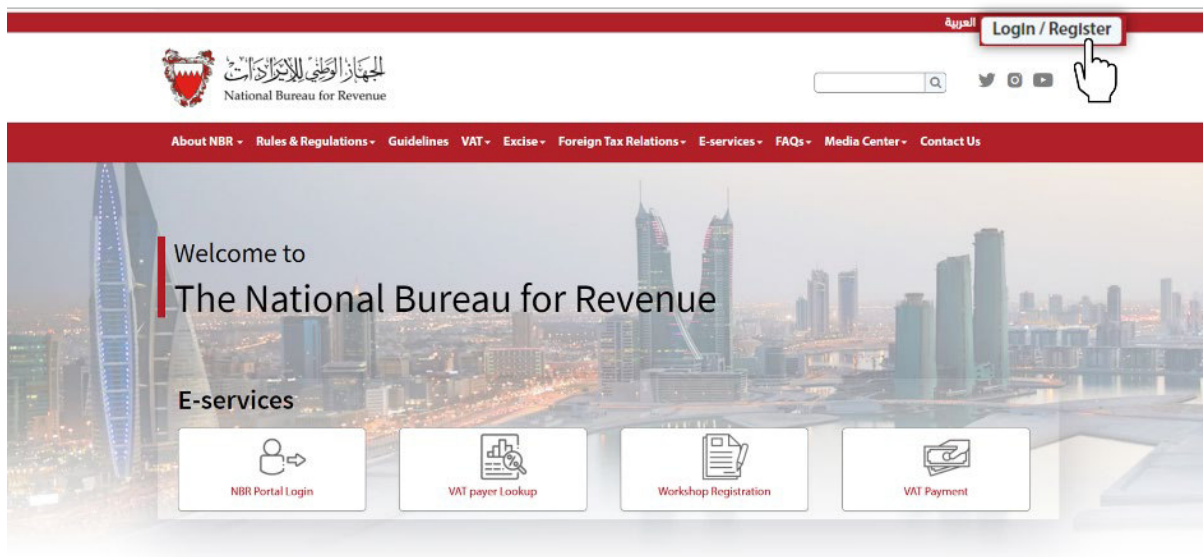 العربية
Login / Register
الجهاز الوطني للإيرادات
National Bureau for Revenue
About NBR Rules & Regulations Guidelines VAT Excise Foreign Tax Relations E-services FAQs Media Center Contact Us
Welcome to
The National Bureau for Revenue
E-services
NBR Portal Login VAT payer Lookup Workshop Registration VAT Payment